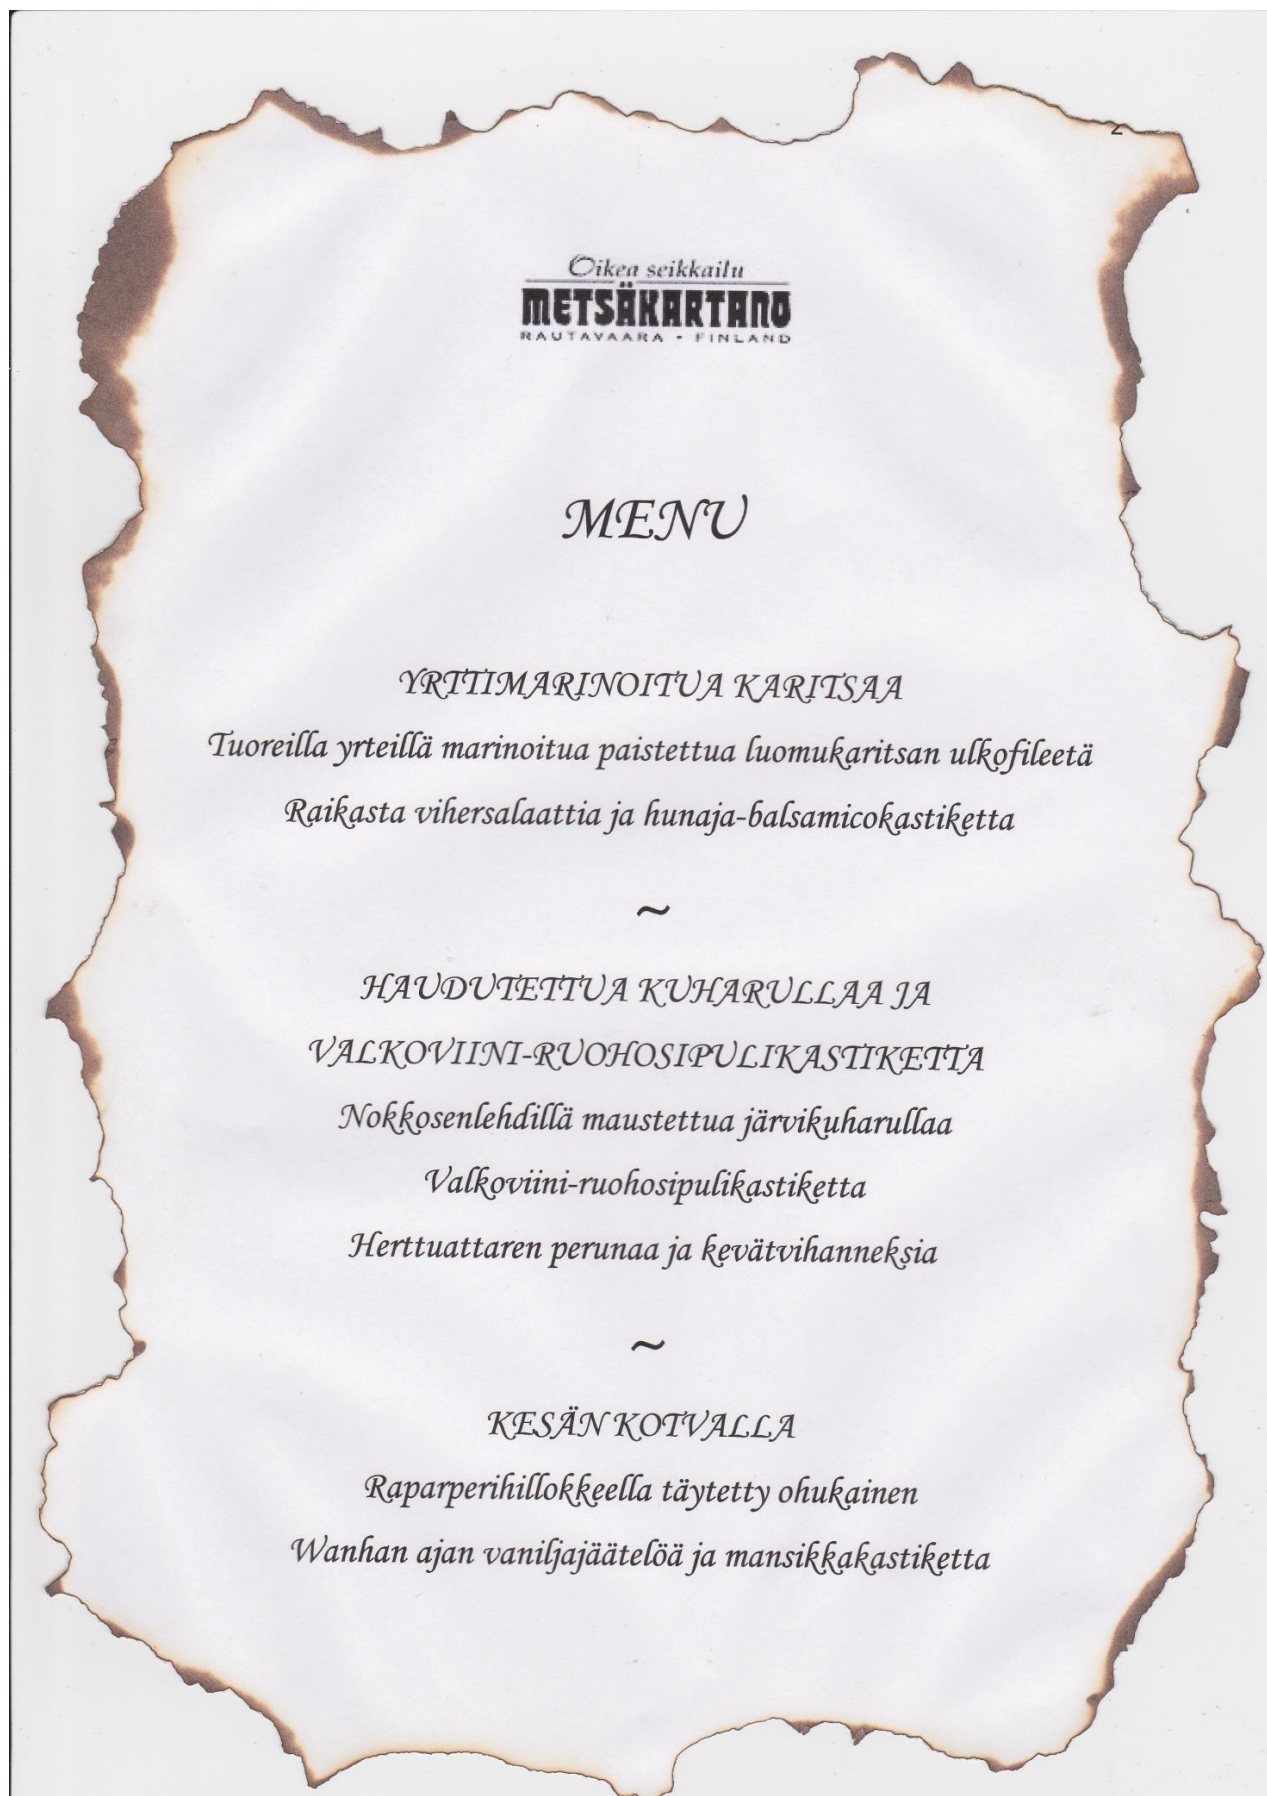 2
Oikea seikkailu
METSÄKARTANO
RAUTAVAARA • FINLAND
MENU
YRTTIMARINOITUA KARITSAA
Tuoreilla yrteillä marinoitua paistettua luomukaritsan ulkofileetä
Raikasta vihersalaattia ja hunaja-balsamicokastiketta
~
HAUDUTETTUA KUHARULLAA JA
VALKOVIINI-RUOHOSIPULIKASTIKETTA
Nokkosenlehdillä maustettua järvikuharullaa
Valkoviini-ruohosipulikastiketta
Herttuattaren perunaa ja kevätvihanneksia
~
KESÄN KOTVALLA
Raparperihillokkeella täytetty ohukainen
Wanhan ajan vaniljajäätelöä ja mansikkakastiketta